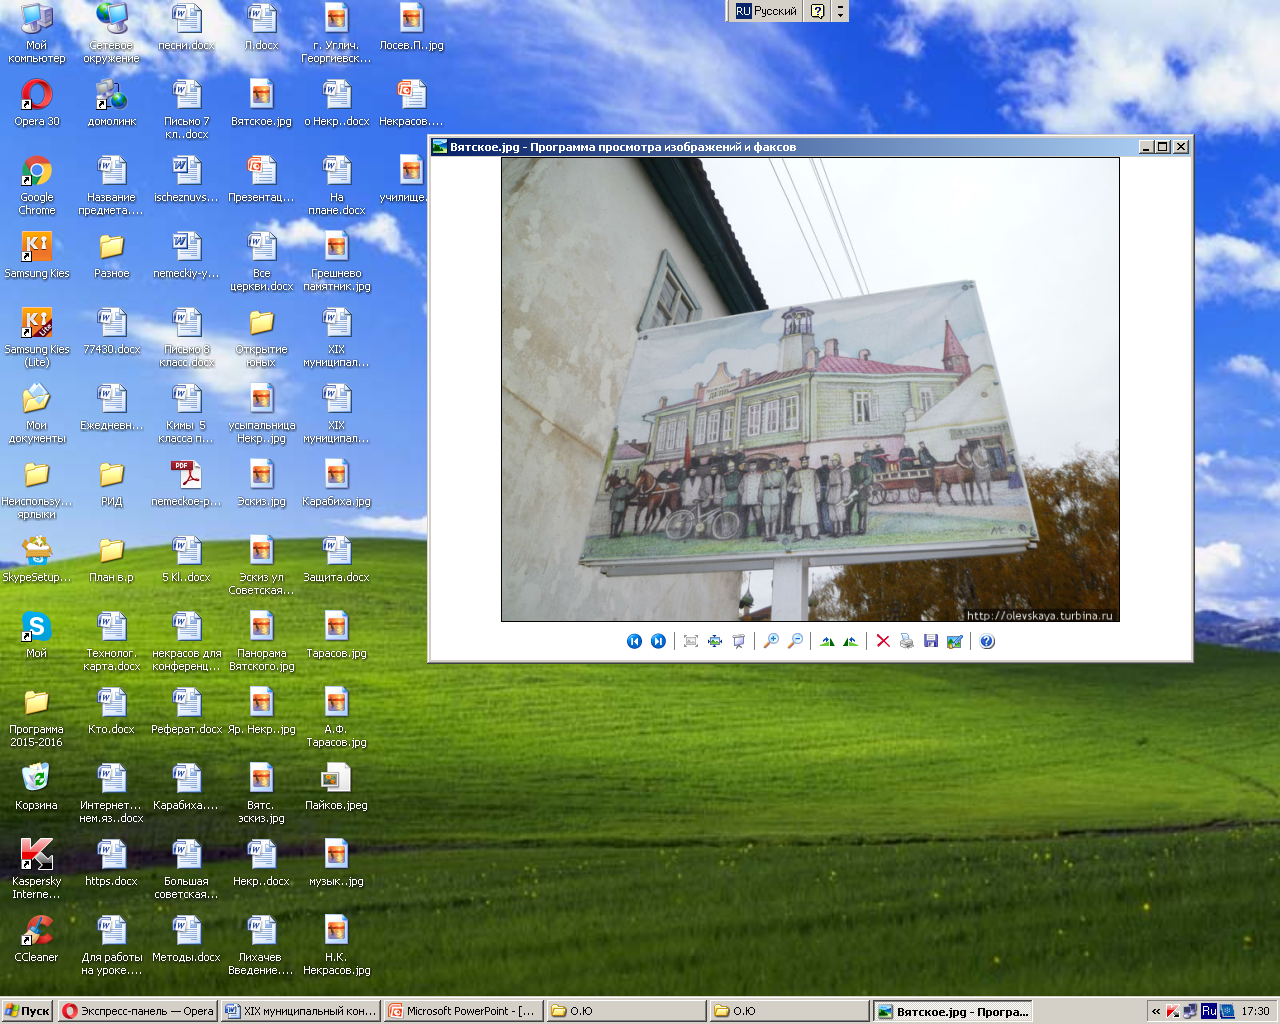 RU Русский
Мой компьютер
Сетевое окружение
песни.docx
Л.docx
г. Углич. Георгиевск...
Лосев.П..jpg
Opera 30
домолинк
Письмо 7 кл..docx
Вятское.jpg
о Некр..docx
Некрасов....
Вятское.jpg - Программа просмотра изображений и факсов
Google Chrome
Название предмета....
ischeznuvs...
Презентац...
На плане.docx
училище.
Samsung Kies
Разное
nemeckiy-y...
Все церкви.docx
Грешнево памятник.jpg
Samsung Kies (Lite)
77430.docx
Письмо 8 класс.docx
Открытие юных
XIX муниципал...
Мои документы
Ежедневн...
Кимы 5 класса п...
усыпальница Некр..jpg
XIX муниципал...
Неиспользу... ярлыки
РИД
nemeckoe-p...
Эскиз.jpg
Карабиха.jpg
SkypeSetup...
План в.р
5 Kl..docx
Эскиз ул Советская...
Защита.docx
http://olevskaya.turbina.ru
Мой
Технолог. карта.docx
некрасов для конференц...
Панорама Вятского.jpg
Тарасов.jpg
Программа 2015-2016
Кто.docx
Реферат.docx
Яр. Некр..jpg
А.Ф. Тарасов.jpg
Корзина
Интернет... нем.яз..docx
Карабиха....
Вятс. эскиз.jpg
Пайков.jpeg
Kaspersky Interne...
https.docx
Большая советская...
Некр..docx
музык..jpg
CCleaner
Для работы на уроке....
Методы.docx
Лихачев Введение....
Н.К. Некрасов.jpg
Пуск
Экспресс-панель — Opera
XIX муниципальный кон...
Microsoft PowerPoint - [...
О.Ю
О.Ю
Вятское.jpg - Програ...
Ru
17:30